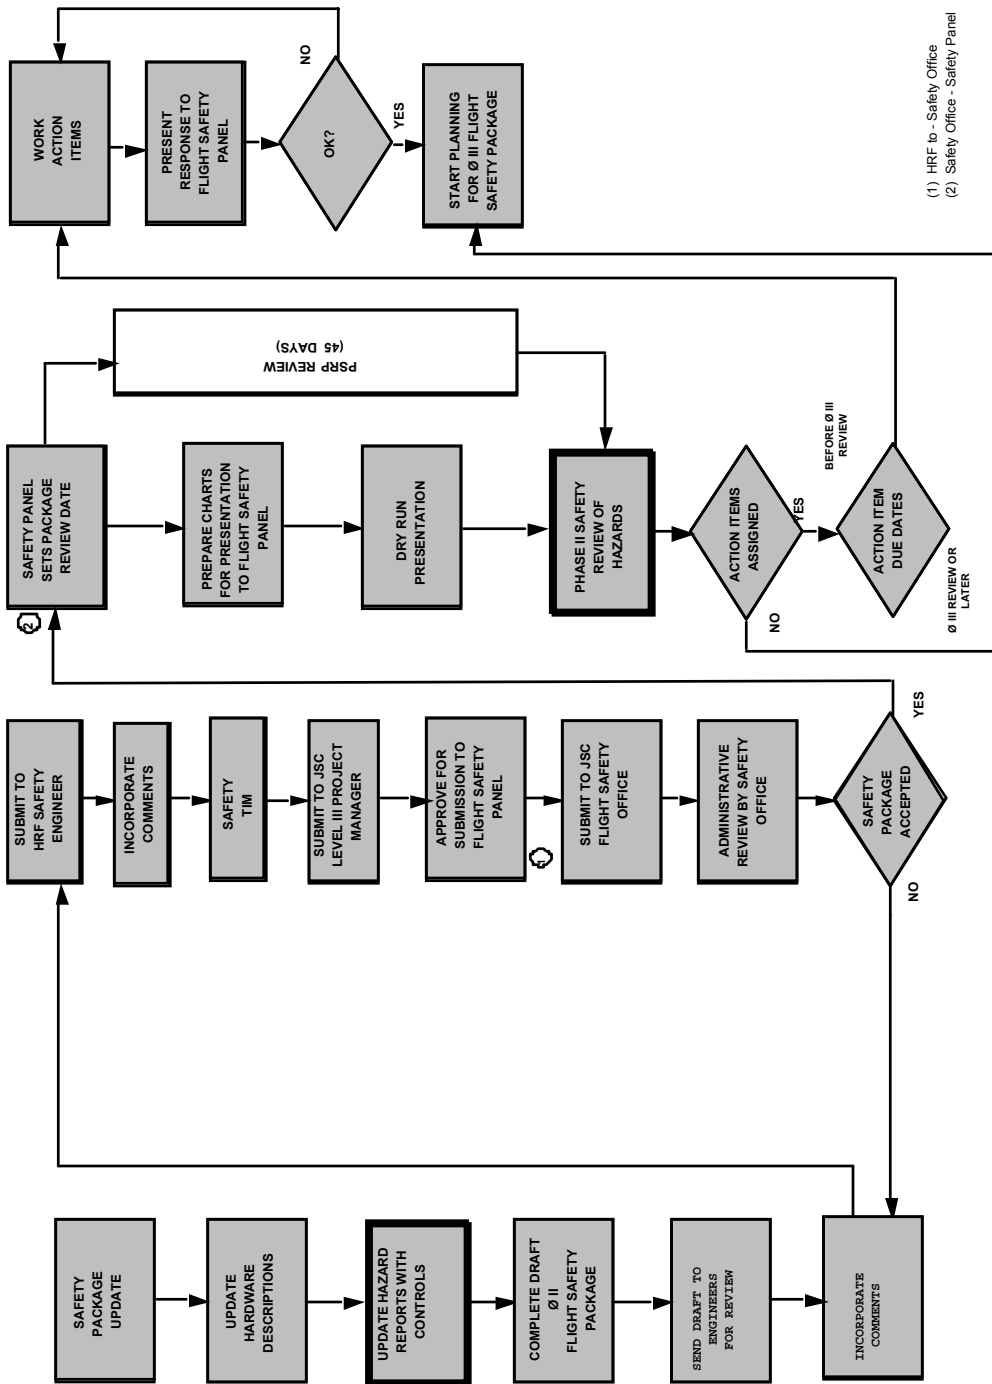 SAFETY
PACKAGE
UPDATE
UPDATE
HARDWARE
DESCRIPTIONS
UPDATE HAZARD
REPORTS WITH
CONTROLS
COMPLETE DRAFT
Ø II
FLIGHT SAFETY
PACKAGE
SEND DRAFT TO
ENGINEERS
FOR REVIEW
INCORPORATE
COMMENTS
SUBMIT TO
HRF SAFETY
ENGINEER
INCORPORATE
COMMENTS
SAFETY
TIM
SUBMIT TO JSC
LEVEL III PROJECT
MANAGER
APPROVE FOR
SUBMISSION TO
FLIGHT SAFETY
PANEL
1
SUBMIT TO JSC
FLIGHT SAFETY
OFFICE
ADMINISTRATIVE
REVIEW BY SAFETY
OFFICE
SAFETY
PACKAGE
ACCEPTED
NO
YES
2
SAFETY PANEL
SETS PACKAGE
REVIEW DATE
PREPARE CHARTS
FOR PRESENTATION
TO FLIGHT SAFETY
PANEL
DRY RUN
PRESENTATION
PSRP REVIEW
(45 DAYS)
PHASE II SAFETY
REVIEW OF
HAZARDS
ACTION ITEMS
ASSIGNED
NO
YES
ACTION ITEM
DUE DATES
BEFORE Ø III
REVIEW
Ø III REVIEW OR
LATER
WORK
ACTION
ITEMS
PRESENT
RESPONSE TO
FLIGHT SAFETY
PANEL
OK?
NO
YES
START PLANNING
FOR Ø III FLIGHT
SAFETY PACKAGE
(1) HRF to - Safety Office
(2) Safety Office - Safety Panel